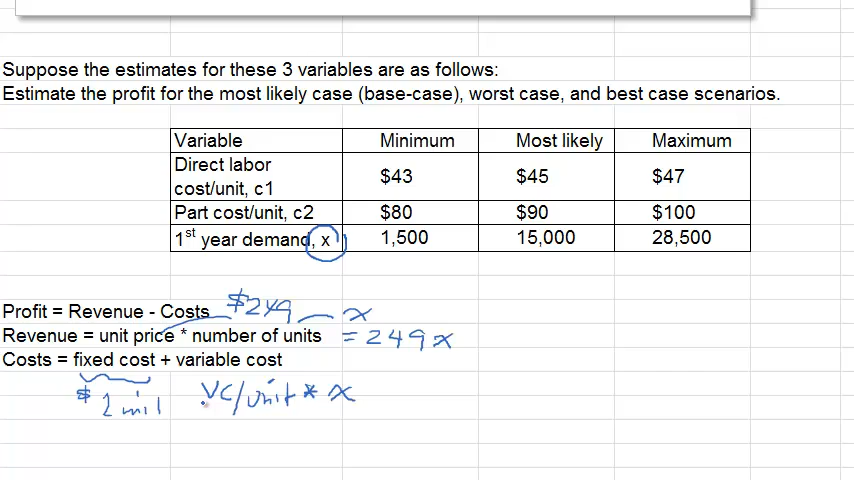 Suppose the estimates for these 3 variables are as follows:
Estimate the profit for the most likely case (base-case), worst case, and best case scenarios.
Variable Minimum Most likely Maximum
Direct labor cost/unit, c1 $43 $45 $47
Part cost/unit, c2 $80 $90 $100
1st year demand, x 1,500 15,000 28,500
Profit = Revenue - Costs $249 x
Revenue = unit price * number of units = 249x
Costs = fixed cost + variable cost
$ 1 mil VC/unit * x